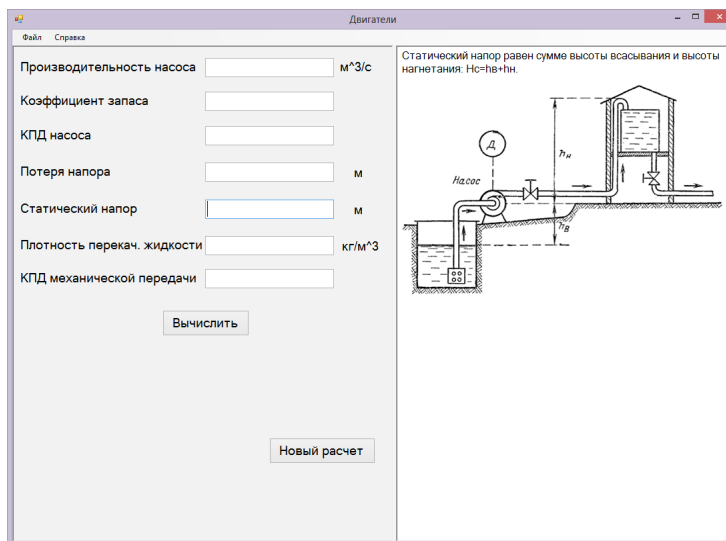 Двигатели
Файл Справка
Производительность насоса м^3/с
Коэффициент запаса
КПД насоса
Потеря напора м
Статический напор м
Плотность перекач. жидкости кг/м^3
КПД механической передачи
Вычислить
Новый расчет
Статический напор равен сумме высоты всасывания и высоты
нагнетания: Hc=hв+hн.
Д
hн
Насос
hв